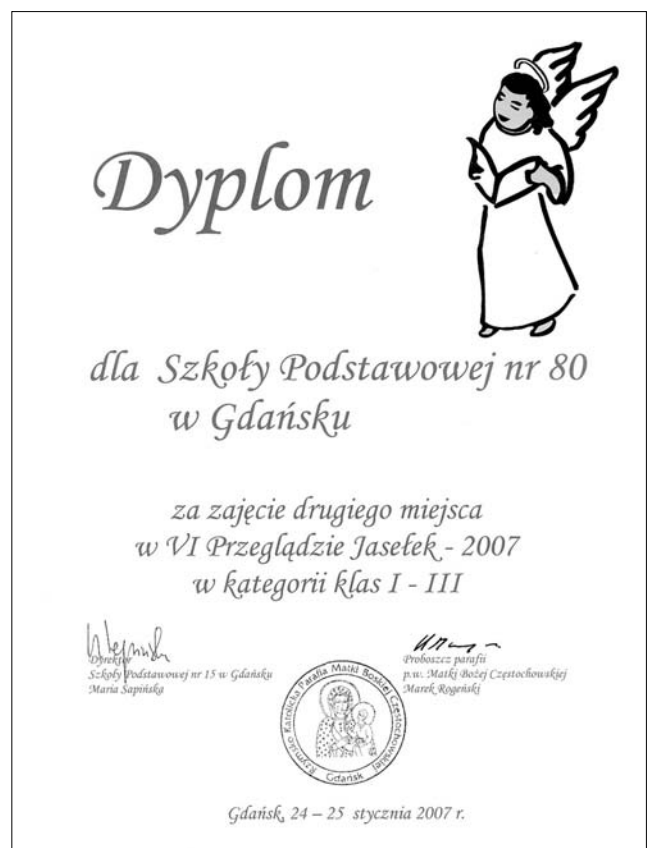 Dyplom
dla Szkoły Podstawowej nr 80
w Gdańsku
za zajęcie drugiego miejsca
w VI Przeglądzie Jasełek - 2007
w kategorii klas I - III
Dyrektor
Szkoły Podstawowej nr 15 w Gdańsku
Maria Sapińska
Proboszcz parafii
p.w. Matki Bożej Częstochowskiej
Marek Rogeński
Rzymsko Katolicka Parafia Matki Boskiej Częstochowskiej
Gdańsk
Gdańsk, 24 – 25 stycznia 2007 r.